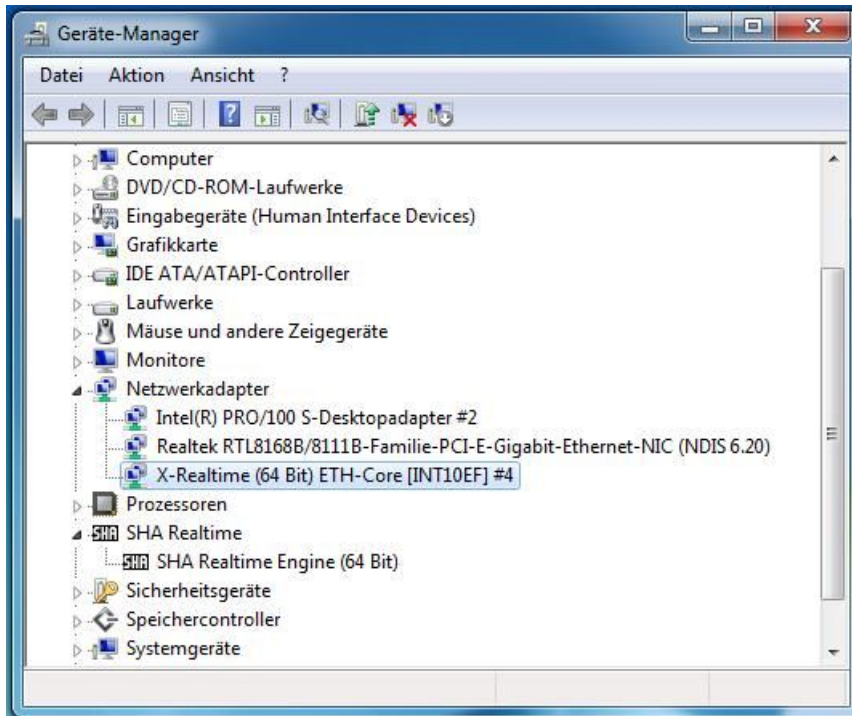 Geräte-Manager
Datei Aktion Ansicht ?
Computer
DVD/CD-ROM-Laufwerke
Eingabegeräte (Human Interface Devices)
Grafikkarte
IDE ATA/ATAPI-Controller
Laufwerke
Mäuse und andere Zeigegeräte
Monitore
Netzwerkadapter
Intel(R) PRO/100 S-Desktopadapter #2
Realtek RTL8168B/8111B-Familie-PCI-E-Gigabit-Ethernet-NIC (NDIS 6.20)
X-Realtime (64 Bit) ETH-Core [INT10EF] #4
Prozessoren
SHA SHA Realtime
SHA SHA Realtime Engine (64 Bit)
Sicherheitsgeräte
Speichercontroller
Systemgeräte